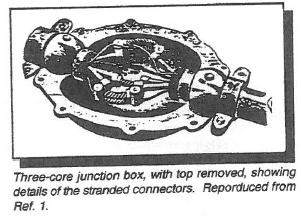 Three-core junction box, with top removed, showing
details of the stranded connectors. Reporduced from
Ref. 1.